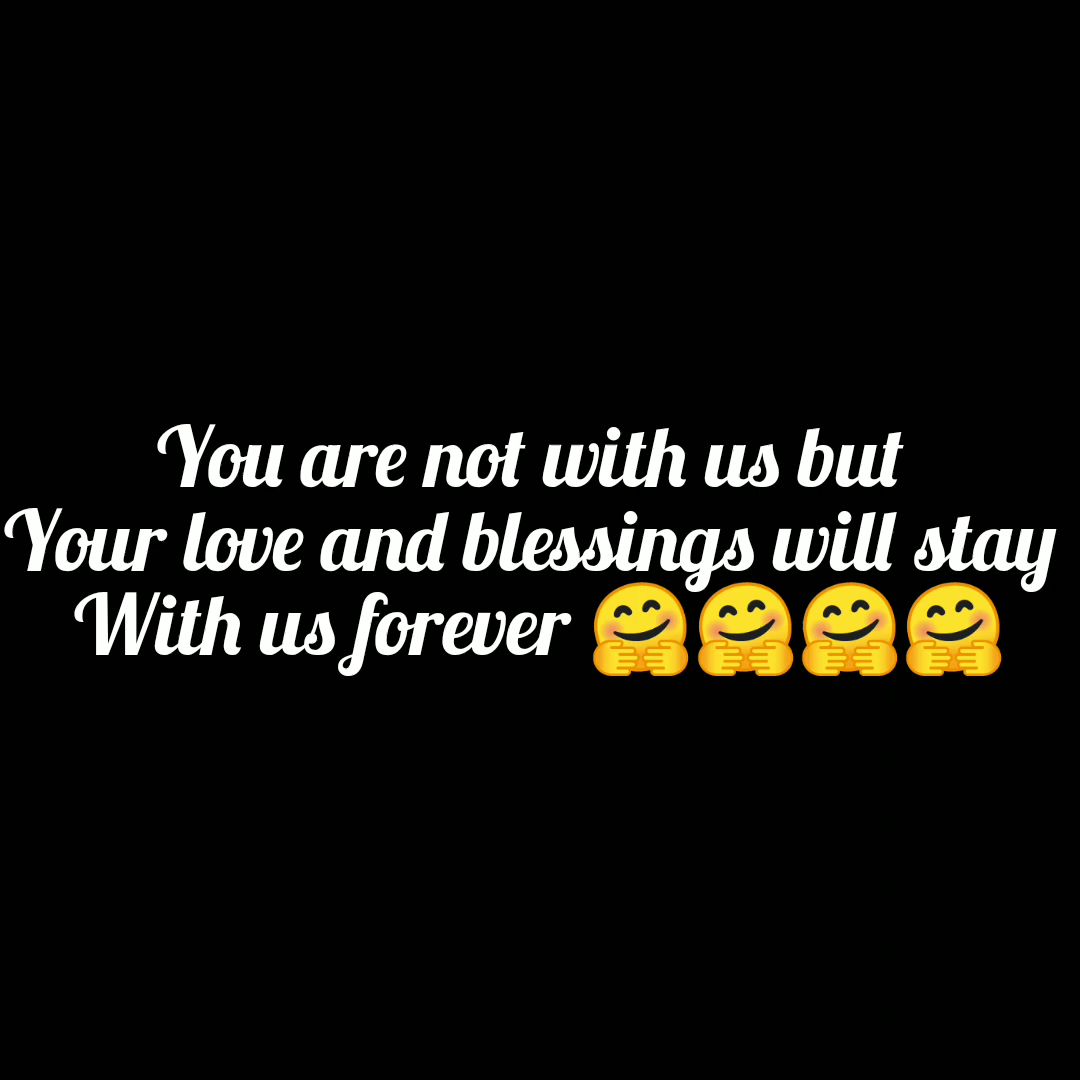 You are not with us but
Your love and blessings will stay
With us forever 🤗🤗🤗🤗